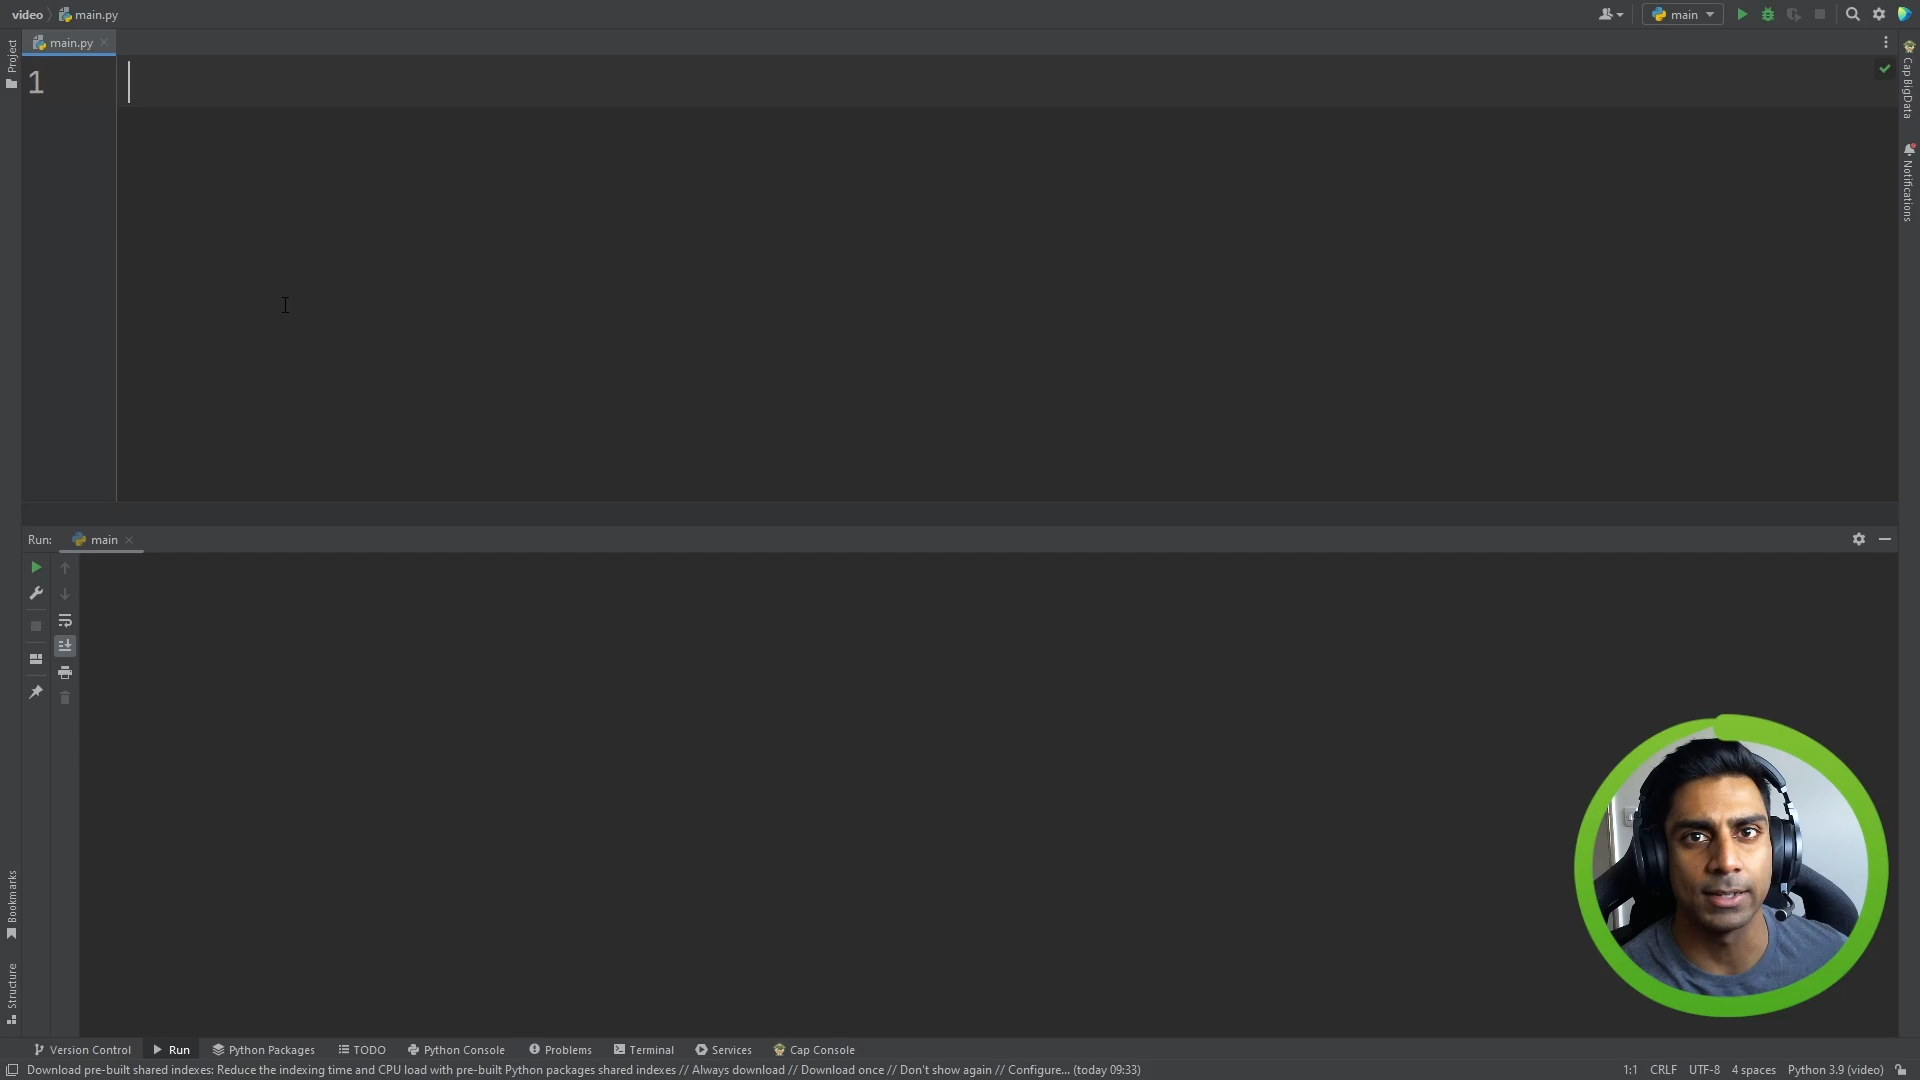 video main.py
main
main.py
Project
1
Cap BigData
Notifications
Run: main
Bookmarks
Structure
Version Control Run Python Packages TODO Python Console Problems Terminal Services Cap Console
Download pre-built shared indexes: Reduce the indexing time and CPU load with pre-built Python packages shared indexes // Always download // Download once // Don't show again // Configure... (today 09:33) 1:1 CRLF UTF-8 4 spaces Python 3.9 (video)